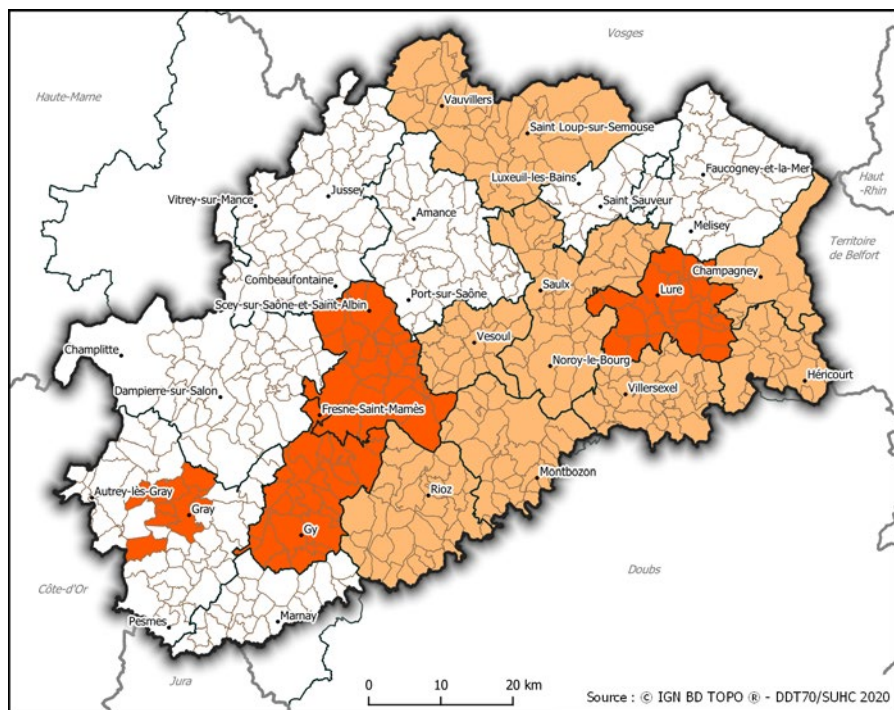 Vosges
Haute-Marne
Vauvillers
Saint Loup-sur-Semouse
Faucogney-et-la-Mer
Haut
-Rhin
Luxeuil-les-Bains
Vitrey-sur-Mance
Jussey
Saint Sauveur
Amance
Melisey
Territoire
de Belfort
Champagney
Combeaufontaine
Saulx
Lure
Scey-sur-Saône-et-Saint-Albin
Port-sur-Saône
Champlitte
Vesoul
Noroy-le-Bourg
Héricourt
Dampierre-sur-Salon
Villersexel
Fresne-Saint-Mamès
Montbozon
Autrey-lès-Gray
Rioz
Gray
Gy
Doubs
Côte-d'Or
Pesmes
Marnay
Jura
0 10 20 km
Source : © IGN BD TOPO ® - DDT70/SUHC 2020